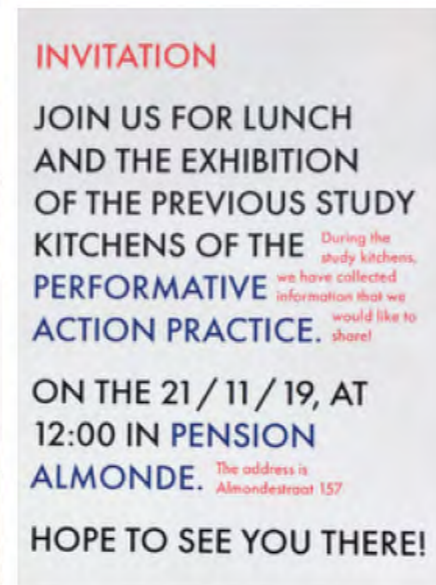 INVITATION
JOIN US FOR LUNCH
AND THE EXHIBITION
OF THE PREVIOUS STUDY
KITCHENS OF THE
During the
study kitchens,
PERFORMATIVE
we have collected
information that we
ACTION PRACTICE.
would like to
share!
ON THE 21 / 11 / 19, AT
12:00 IN PENSION
ALMONDE.
The address is
Almondestraat 157
HOPE TO SEE YOU THERE!